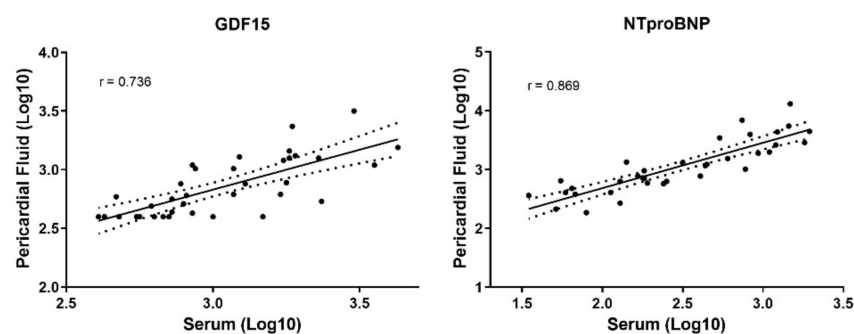 GDF15
Pericardial Fluid (Log10)
4.0
3.5
3.0
2.5
2.0
r = 0.736
2.5
3.0
3.5
Serum (Log10)
NTproBNP
Pericardial Fluid (Log10)
5
4
3
2
1
r = 0.869
1.0
1.5
2.0
2.5
3.0
3.5
Serum (Log10)